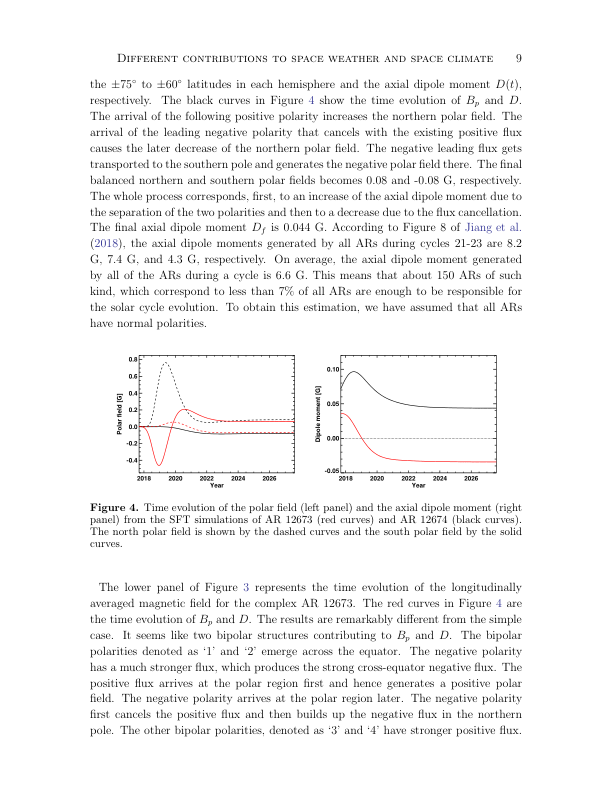 Different contributions to space weather and space climate 9
the ±75° to ±60° latitudes in each hemisphere and the axial dipole moment D(t),
respectively. The black curves in Figure 4 show the time evolution of Bp and D.
The arrival of the following positive polarity increases the northern polar field. The
arrival of the leading negative polarity that cancels with the existing positive flux
causes the later decrease of the northern polar field. The negative leading flux gets
transported to the southern pole and generates the negative polar field there. The final
balanced northern and southern polar fields becomes 0.08 and -0.08 G, respectively.
The whole process corresponds, first, to an increase of the axial dipole moment due to
the separation of the two polarities and then to a decrease due to the flux cancellation.
The final axial dipole moment Df is 0.044 G. According to Figure 8 of Jiang et al.
(2018), the axial dipole moments generated by all ARs during cycles 21-23 are 8.2
G, 7.4 G, and 4.3 G, respectively. On average, the axial dipole moment generated
by all of the ARs during a cycle is 6.6 G. This means that about 150 ARs of such
kind, which correspond to less than 7% of all ARs are enough to be responsible for
the solar cycle evolution. To obtain this estimation, we have assumed that all ARs
have normal polarities.
Polar field [G]
0.8
0.6
0.4
0.2
0.0
-0.2
-0.4
2018 2020 2022 2024 2026
Year
Dipole moment [G]
0.10
0.05
0.00
-0.05
2018 2020 2022 2024 2026
Year
Figure 4. Time evolution of the polar field (left panel) and the axial dipole moment (right
panel) from the SFT simulations of AR 12673 (red curves) and AR 12674 (black curves).
The north polar field is shown by the dashed curves and the south polar field by the solid
curves.
The lower panel of Figure 3 represents the time evolution of the longitudinally
averaged magnetic field for the complex AR 12673. The red curves in Figure 4 are
the time evolution of Bp and D. The results are remarkably different from the simple
case. It seems like two bipolar structures contributing to Bp and D. The bipolar
polarities denoted as ‘1’ and ‘2’ emerge across the equator. The negative polarity
has a much stronger flux, which produces the strong cross-equator negative flux. The
positive flux arrives at the polar region first and hence generates a positive polar
field. The negative polarity arrives at the polar region later. The negative polarity
first cancels the positive flux and then builds up the negative flux in the northern
pole. The other bipolar polarities, denoted as ‘3’ and ‘4’ have stronger positive flux.